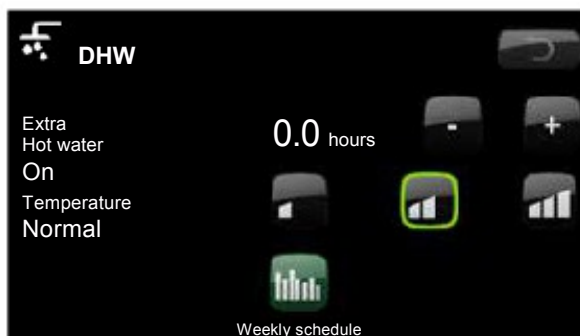 DHW
Extra
Hot water
0.0 hours
- +
On
Temperature
Normal
Weekly schedule